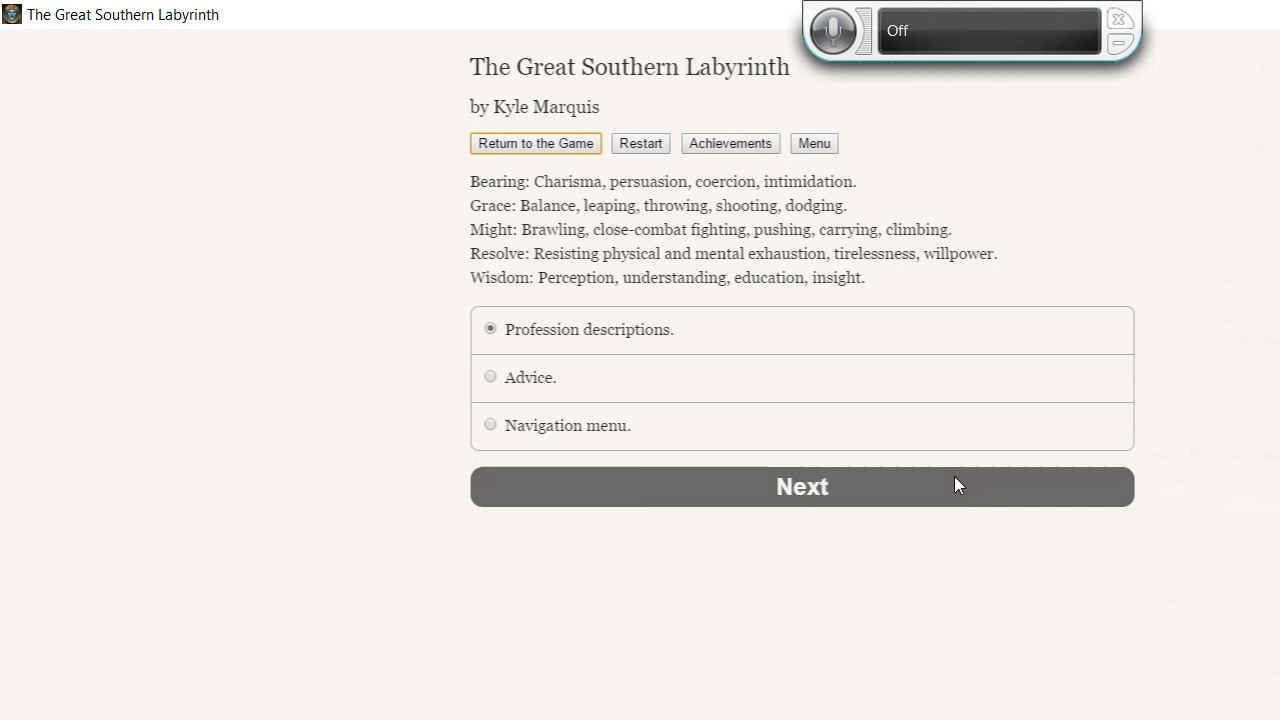 The Great Southern Labyrinth
Off
The Great Southern Labyrinth
by Kyle Marquis
Return to the Game Restart Achievements Menu
Bearing: Charisma, persuasion, coercion, intimidation.
Grace: Balance, leaping, throwing, shooting, dodging.
Might: Brawling, close-combat fighting, pushing, carrying, climbing.
Resolve: Resisting physical and mental exhaustion, tirelessness, willpower.
Wisdom: Perception, understanding, education, insight.
Profession descriptions.
Advice.
Navigation menu.
Next